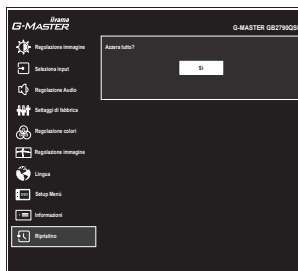 iiyama
G-MASTER
G-MASTER GB2790QSU
Regolazione immagine
Azzera tutto?
Seleziona input
Sì
Regolazione Audio
Settaggi di fabbrica
Regolazione colori
Regolazione immagine
Lingua
Setup Menù
Informazioni
Ripristino